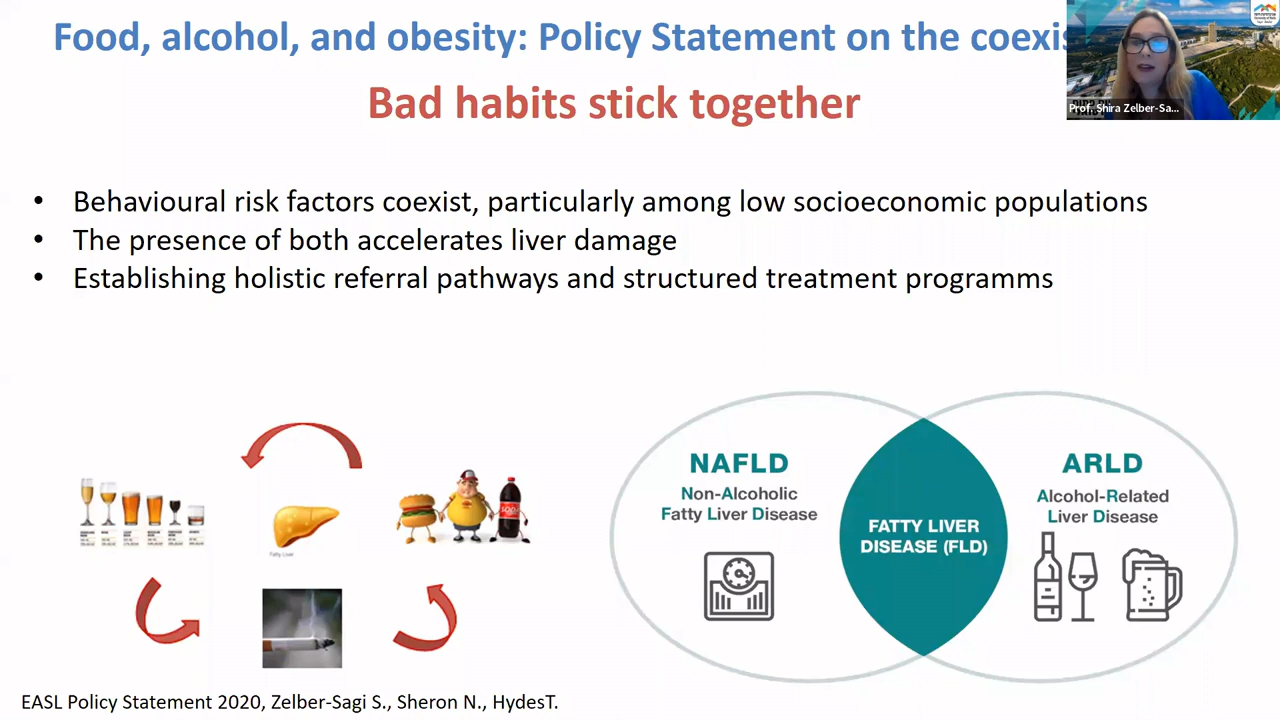 Food, alcohol, and obesity: Policy Statement on the coexis
Bad habits stick together
Prof. Shira Zelber-Sa...
• Behavioural risk factors coexist, particularly among low socioeconomic populations
• The presence of both accelerates liver damage
• Establishing holistic referral pathways and structured treatment programms
NAFLD
Non-Alcoholic
Fatty Liver Disease
FATTY LIVER
DISEASE (FLD)
ARLD
Alcohol-Related
Liver Disease
SODA
Fatty Liver
EASL Policy Statement 2020, Zelber-Sagi S., Sheron N., HydesT.